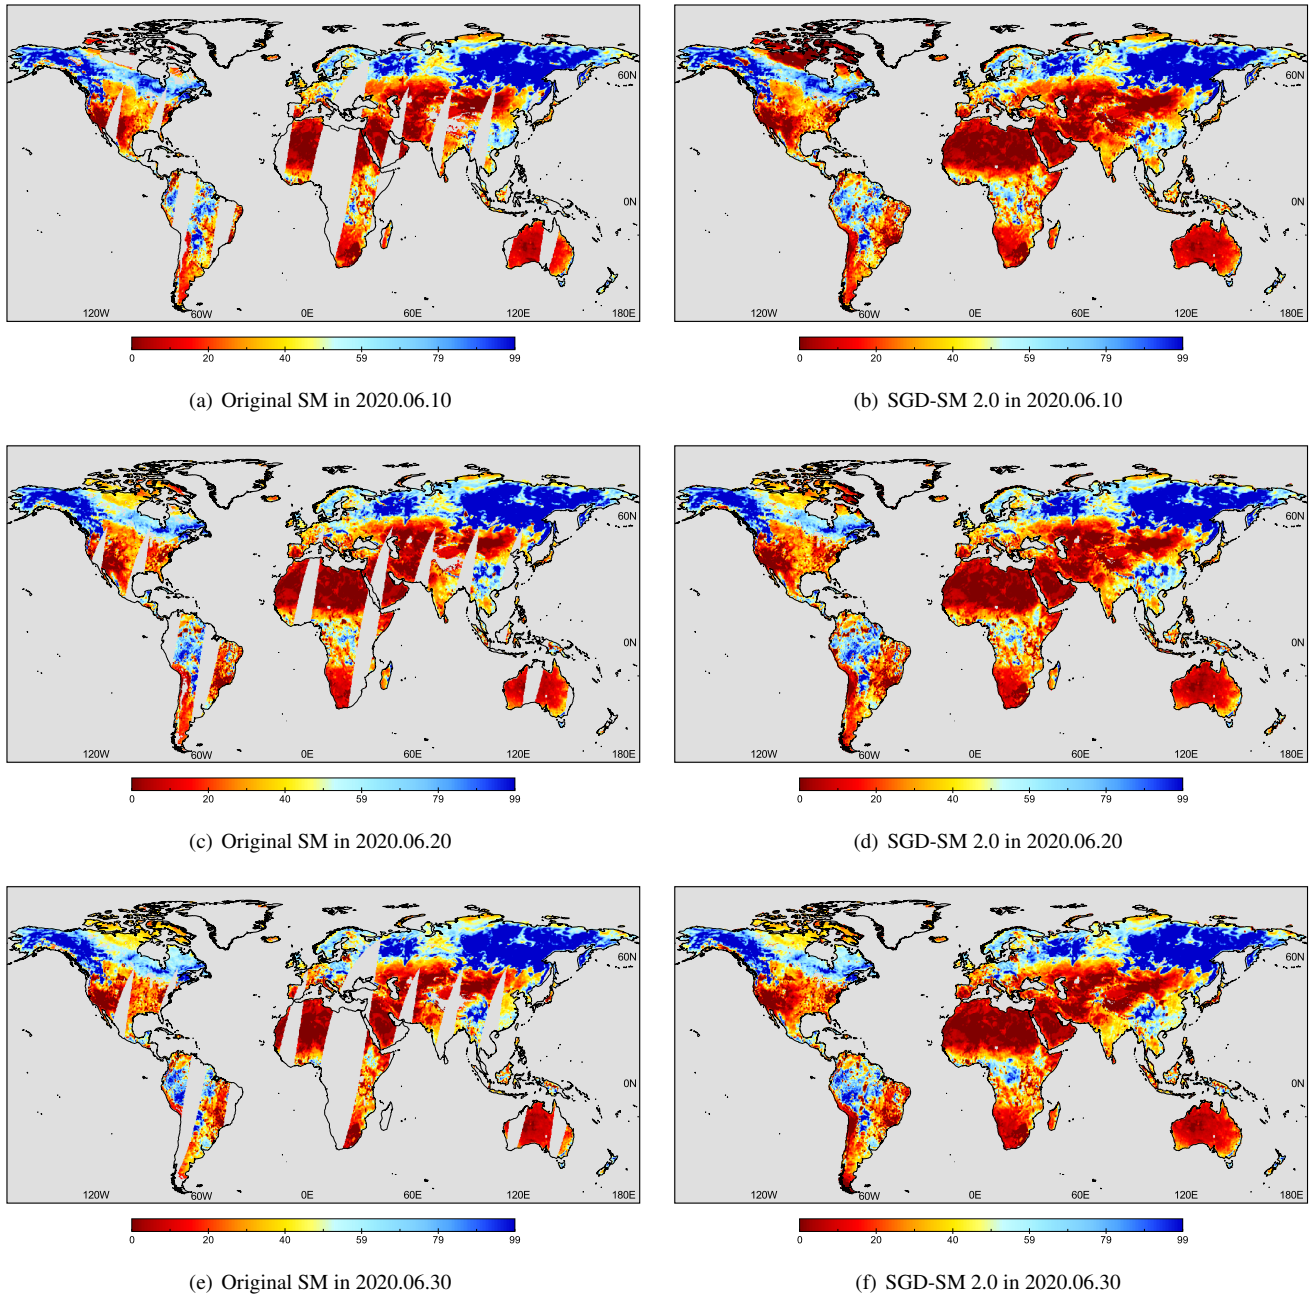 60N 60N
0N 0N
120W 60W 0E 60E 120E 180E 120W 60W 0E 60E 120E 180E
0 20 40 59 79 99 0 20 40 59 79 99
(a) Original SM in 2020.06.10 (b) SGD-SM 2.0 in 2020.06.10
60N 60N
0N 0N
120W 60W 0E 60E 120E 180E 120W 60W 0E 60E 120E 180E
0 20 40 59 79 99 0 20 40 59 79 99
(c) Original SM in 2020.06.20 (d) SGD-SM 2.0 in 2020.06.20
60N 60N
0N 0N
120W 60W 0E 60E 120E 180E 120W 60W 0E 60E 120E 180E
0 20 40 59 79 99 0 20 40 59 79 99
(e) Original SM in 2020.06.30 (f) SGD-SM 2.0 in 2020.06.30